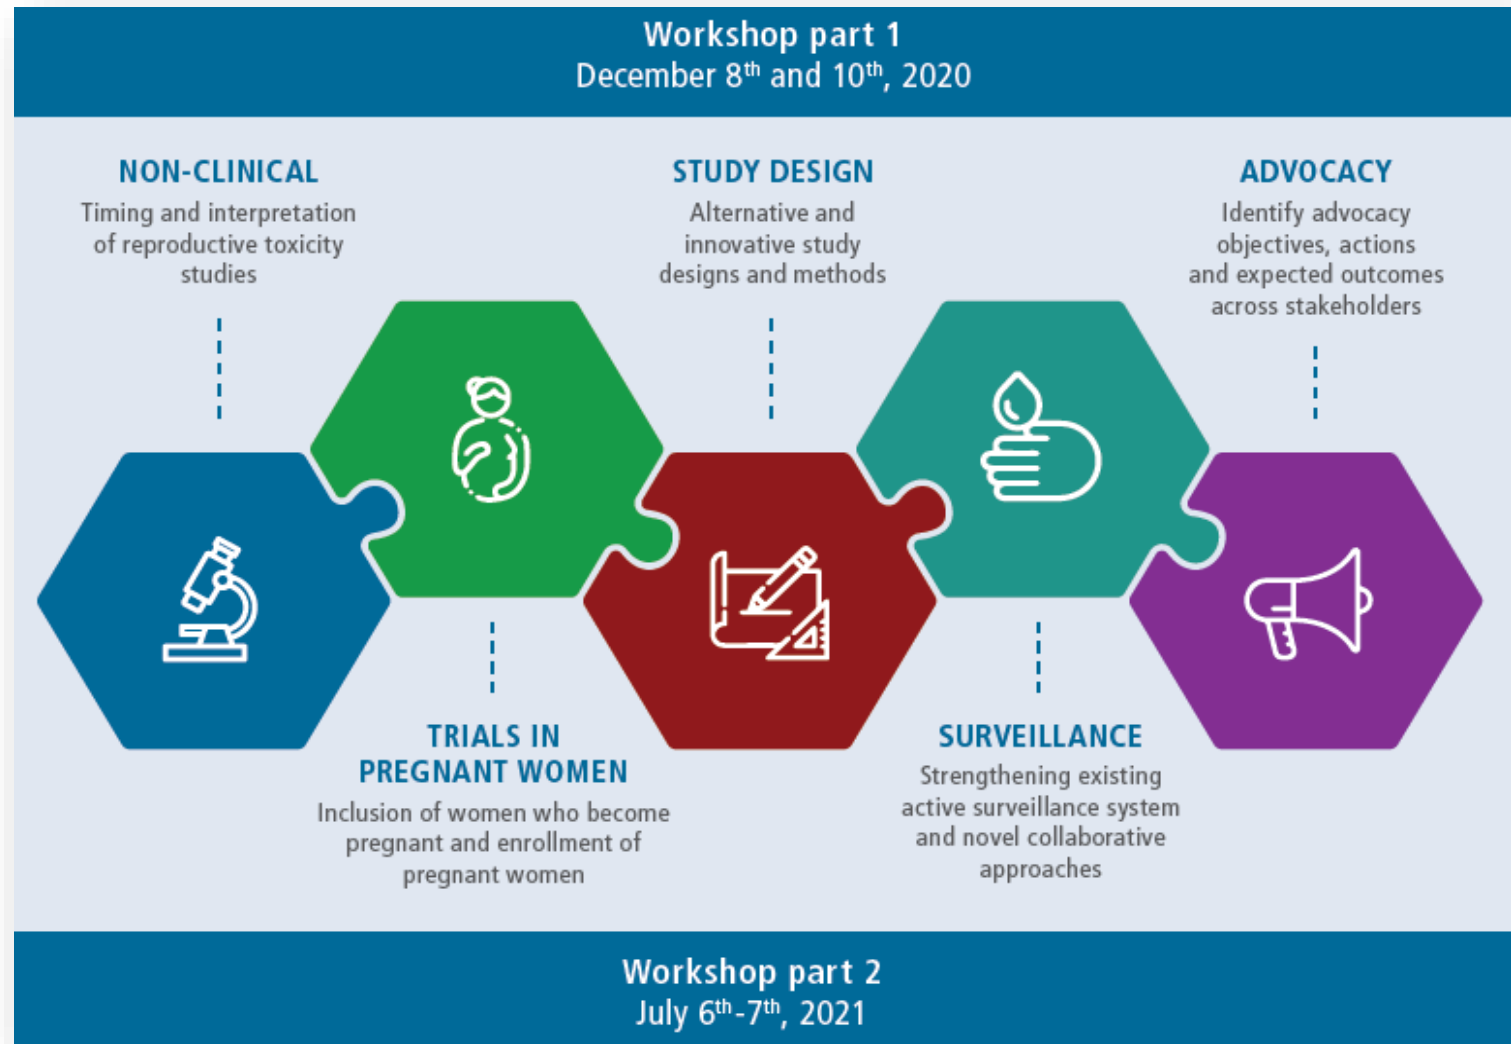 Workshop part 1
December 8th and 10th, 2020
NON-CLINICAL
Timing and interpretation
of reproductive toxicity
studies
STUDY DESIGN
Alternative and
innovative study
designs and methods
ADVOCACY
Identify advocacy
objectives, actions
and expected outcomes
across stakeholders
TRIALS IN
PREGNANT WOMEN
Inclusion of women who become
pregnant and enrollment of
pregnant women
SURVEILLANCE
Strengthening existing
active surveillance system
and novel collaborative
approaches
Workshop part 2
July 6th-7th, 2021